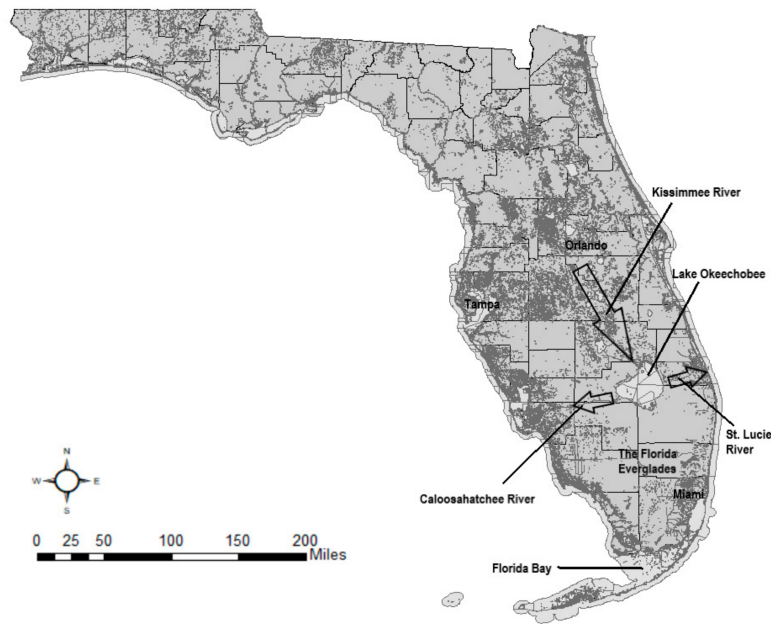 Kissimmee River
Orlando
Lake Okeechobee
Tampa
St. Lucie
River
The Florida
Everglades
Caloosahatchee River
Miami
Florida Bay
N
W E
S
0 25 50 100 150 200
Miles